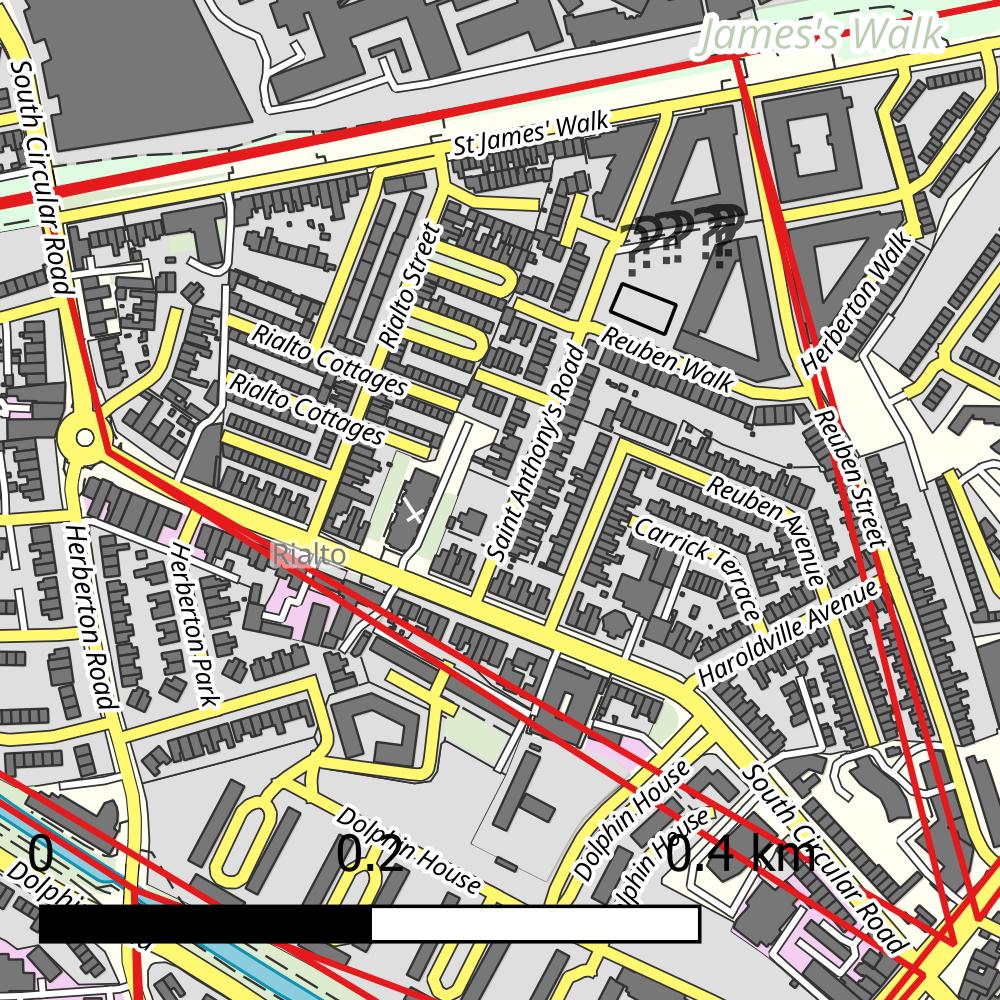 James's Walk
St James' Walk
South Circular Road
Rialto Street
? ? ? ?
Herberton Walk
Rialto Cottages
Reuben Walk
Rialto Cottages
Saint Anthony's Road
Reuben Street
Reuben Avenue
Carrick Terrace
Rialto
Herberton Road
Herberton Park
Haroldville Avenue
Dolphin House
South Circular Road
Dolphin House
0 0.2 0.4 km